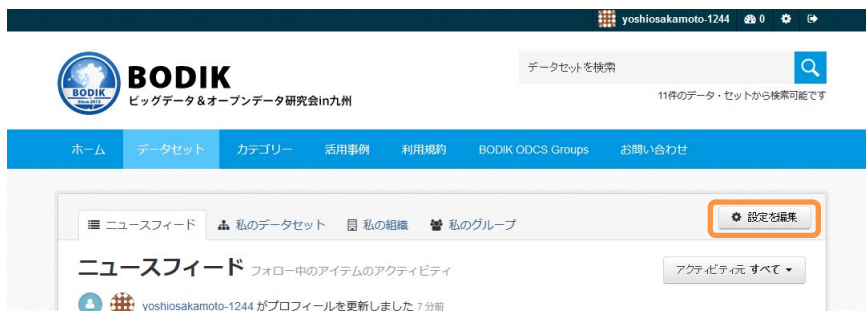 yoshiosakamoto-1244 0
BODIK
Since 2013
BODIK
ビッグデータ＆オープンデータ研究会in九州
データセットを検索
11件のデータ・セットから検索可能です
ホーム データセット カテゴリー 活用事例 利用規約 BODIK ODCS Groups お問い合わせ
ニュースフィード 私のデータセット 私の組織 私のグループ 設定を編集
ニュースフィード フォロー中のアイテムのアクティビティ アクティビティ元 すべて
yoshiosakamoto-1244 がプロフィールを更新しました 7 分前